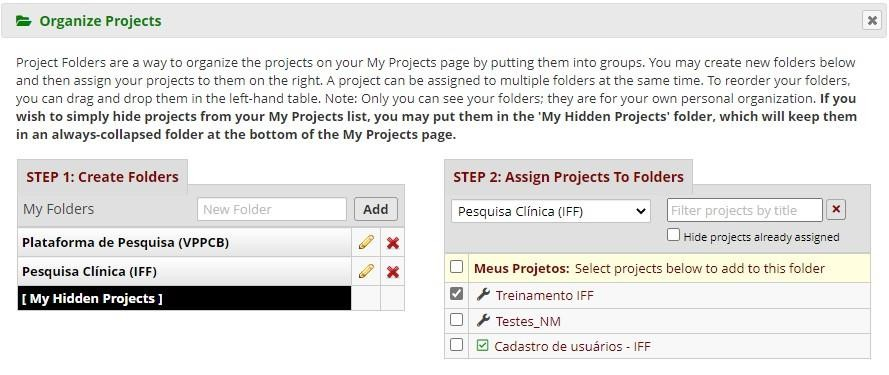 Organize Projects
Project Folders are a way to organize the projects on your My Projects page by putting them into groups. You may create new folders below
and then assign your projects to them on the right. A project can be assigned to multiple folders at the same time. To reorder your folders,
you can drag and drop them in the left-hand table. Note: Only you can see your folders; they are for your own personal organization. If you
wish to simply hide projects from your My Projects list, you may put them in the 'My Hidden Projects' folder, which will keep them
in an always-collapsed folder at the bottom of the My Projects page.
STEP 1: Create Folders
My Folders New Folder Add
Plataforma de Pesquisa (VPPCB)
Pesquisa Clínica (IFF)
[ My Hidden Projects ]
STEP 2: Assign Projects To Folders
Pesquisa Clínica (IFF) Filter projects by title
Hide projects already assigned
Meus Projetos: Select projects below to add to this folder
Treinamento IFF
Testes_NM
Cadastro de usuários - IFF